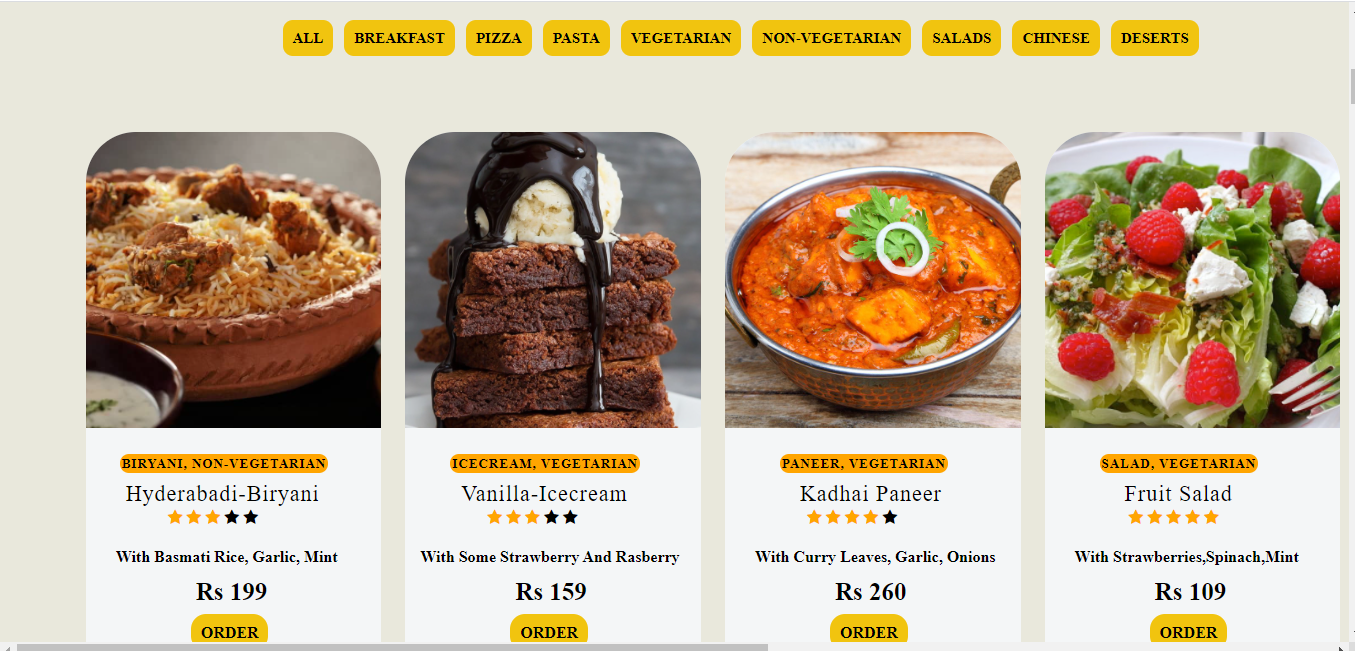 ALL BREAKFAST PIZZA PASTA VEGETARIAN NON-VEGETARIAN SALADS CHINESE DESERTS
BIRYANI, NON-VEGETARIAN
Hyderabadi-Biryani
With Basmati Rice, Garlic, Mint
Rs 199
ORDER
ICECREAM, VEGETARIAN
Vanilla-Icecream
With Some Strawberry And Rasberry
Rs 159
ORDER
PANEER, VEGETARIAN
Kadhai Paneer
With Curry Leaves, Garlic, Onions
Rs 260
ORDER
SALAD, VEGETARIAN
Fruit Salad
With Strawberries,Spinach,Mint
Rs 109
ORDER